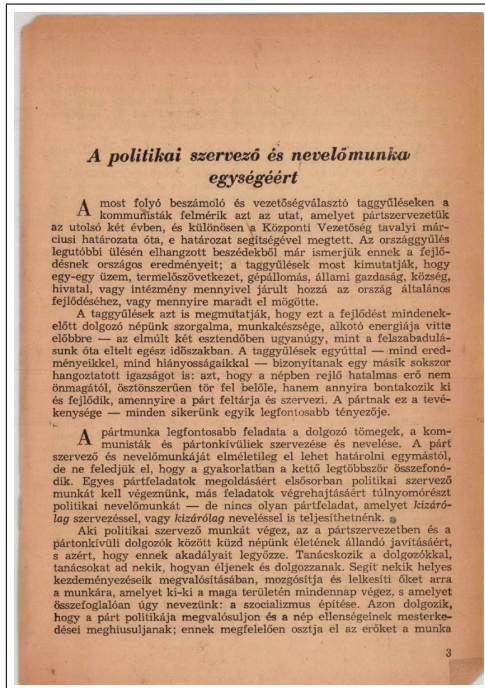 A politikai szervező és nevelőmunka
egységéért
A most folyó beszámoló és vezetőségválasztó taggyűléseken a
kommunisták felmérik azt az utat, amelyet pártszervezetük
az utolsó két évben, és különösen a Központi Vezetőség tavalyi már-
ciusi határozata óta, e határozat segítségével megtett. Az országgyűlés
legutóbbi ülésén elhangzott beszédekből már ismerjük ennek a fejlő-
désnek országos eredményeit; a taggyűlések most kimutatják, hogy
egy-egy üzem, termelőszövetkezet, gépállomás, állami gazdaság, község,
hivatal, vagy intézmény mennyivel járult hozzá az ország általános
fejlődéséhez, vagy mennyire maradt el mögötte.
A taggyűlések azt is megmutatják, hogy ezt a fejlődést mindenek-
előtt dolgozó népünk szorgalma, munkakészsége, alkotó energiája vitte
előbbre — az elmúlt két esztendőben ugyanúgy, mint a felszabadulá-
sunk óta eltelt egész időszakban. A taggyűlések egyúttal — mind ered-
ményeikkel, mind hiányosságaikkal — bizonyítanak egy másik sokszor
hangoztatott igazságot is: azt, hogy a népben rejlő hatalmas erő nem
önmagától, ösztönszerűen tör fel belőle, hanem annyira bontakozik ki
és fejlődik, amennyire a párt feltárja és szervezi. A pártnak ez a tevé-
kenysége — minden sikerünk egyik legfontosabb tényezője.
A pártmunka legfontosabb feladata a dolgozó tömegek, a kom-
munisták és pártonkívüliek szervezése és nevelése. A párt
szervező és nevelőmunkáját elméletileg el lehet határolni egymástól,
de ne feledjük el, hogy a gyakorlatban a kettő legtöbbször összefonó-
dik. Egyes pártfeladatok megoldásáért elsősorban politikai szervező
munkát kell végeznünk, más feladatok végrehajtásáért túlnyomórészt
politikai nevelőmunkát — de nincs olyan pártfeladat, amelyet kizáró-
lag szervezéssel, vagy kizárólag neveléssel is teljesíthetnénk.
Aki politikai szervező munkát végez, az a pártszervezetben és a
pártonkívüli dolgozók között küzd népünk életének állandó javításáért,
s azért, hogy ennek akadályait legyőzze. Tanácskozik a dolgozókkal,
tanácsokat ad nekik, hogyan éljenek és dolgozzanak. Segít nekik helyes
kezdeményezéseik megvalósításában, mozgósítja és lelkesíti őket arra
a munkára, amelyet ki-ki a maga területén mindennap végez, s amelyet
összefoglalóan úgy nevezünk: a szocializmus építése. Azon dolgozik,
hogy a párt politikája megvalósuljon és a nép ellenségeinek mesterke-
dései meghiusuljanak; ennek megfelelően osztja el az erőket a munka
3